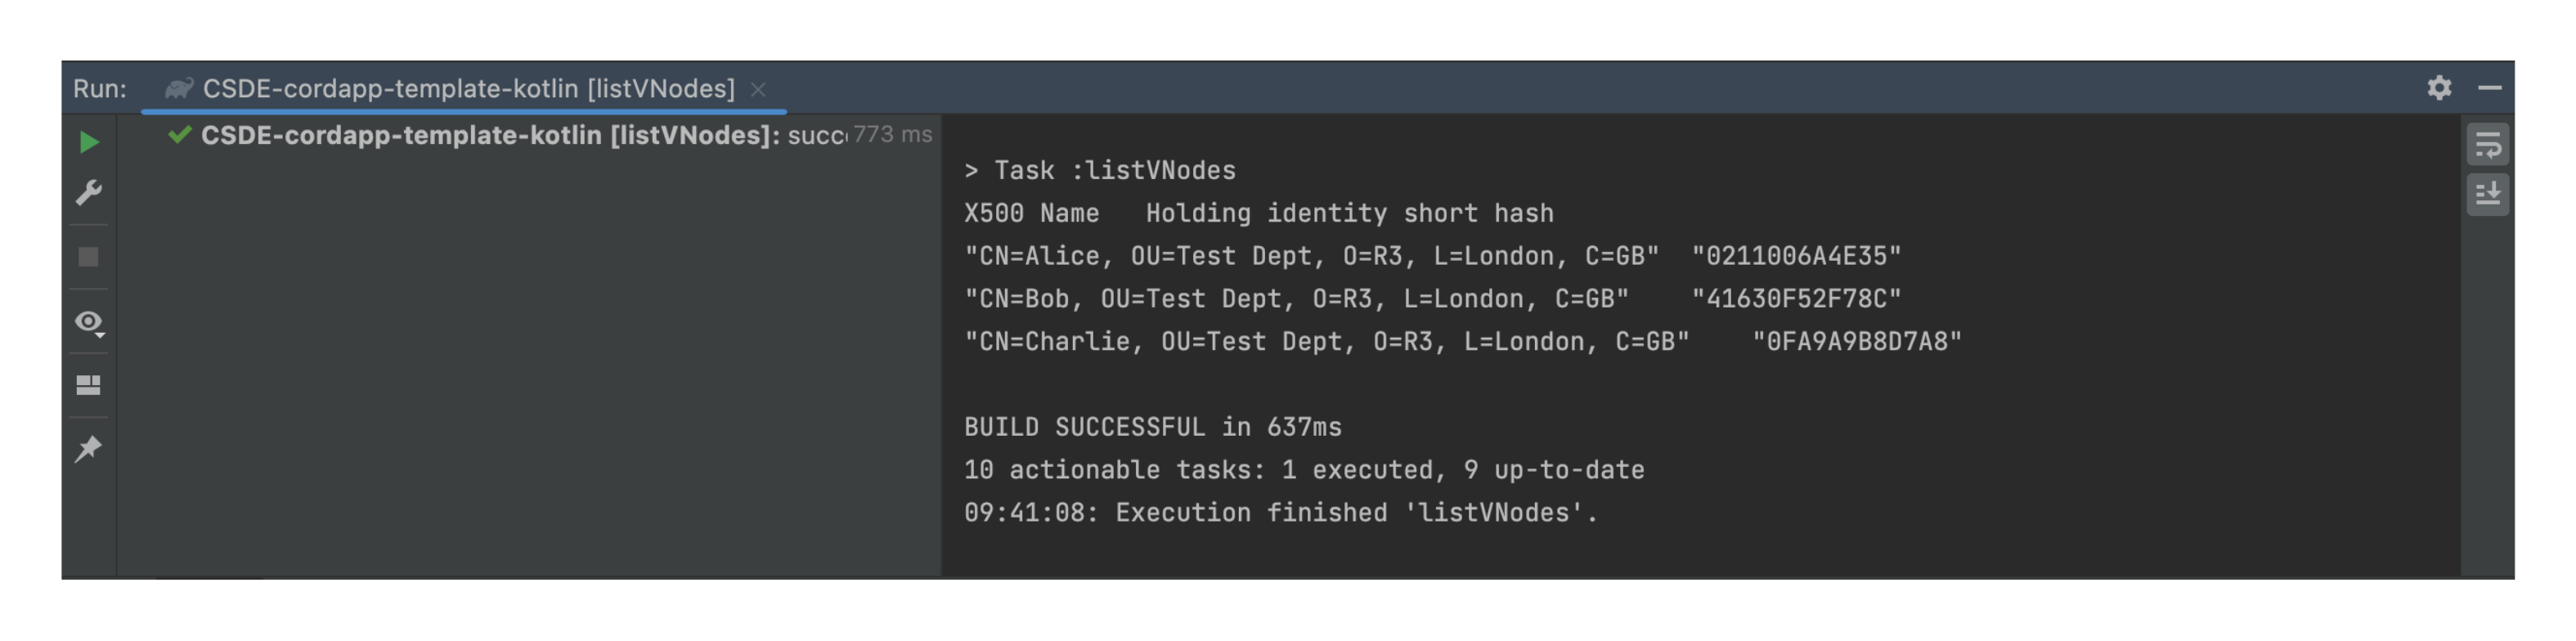 Run: CSDE-cordapp-template-kotlin [listVNodes]
CSDE-cordapp-template-kotlin [listVNodes]: succ 773 ms
> Task :listVNodes
X500 Name   Holding identity short hash
"CN=Alice, OU=Test Dept, O=R3, L=London, C=GB"  "0211006A4E35"
"CN=Bob, OU=Test Dept, O=R3, L=London, C=GB"    "41630F52F78C"
"CN=Charlie, OU=Test Dept, O=R3, L=London, C=GB"    "0FA9A9B8D7A8"
BUILD SUCCESSFUL in 637ms
10 actionable tasks: 1 executed, 9 up-to-date
09:41:08: Execution finished 'listVNodes'.